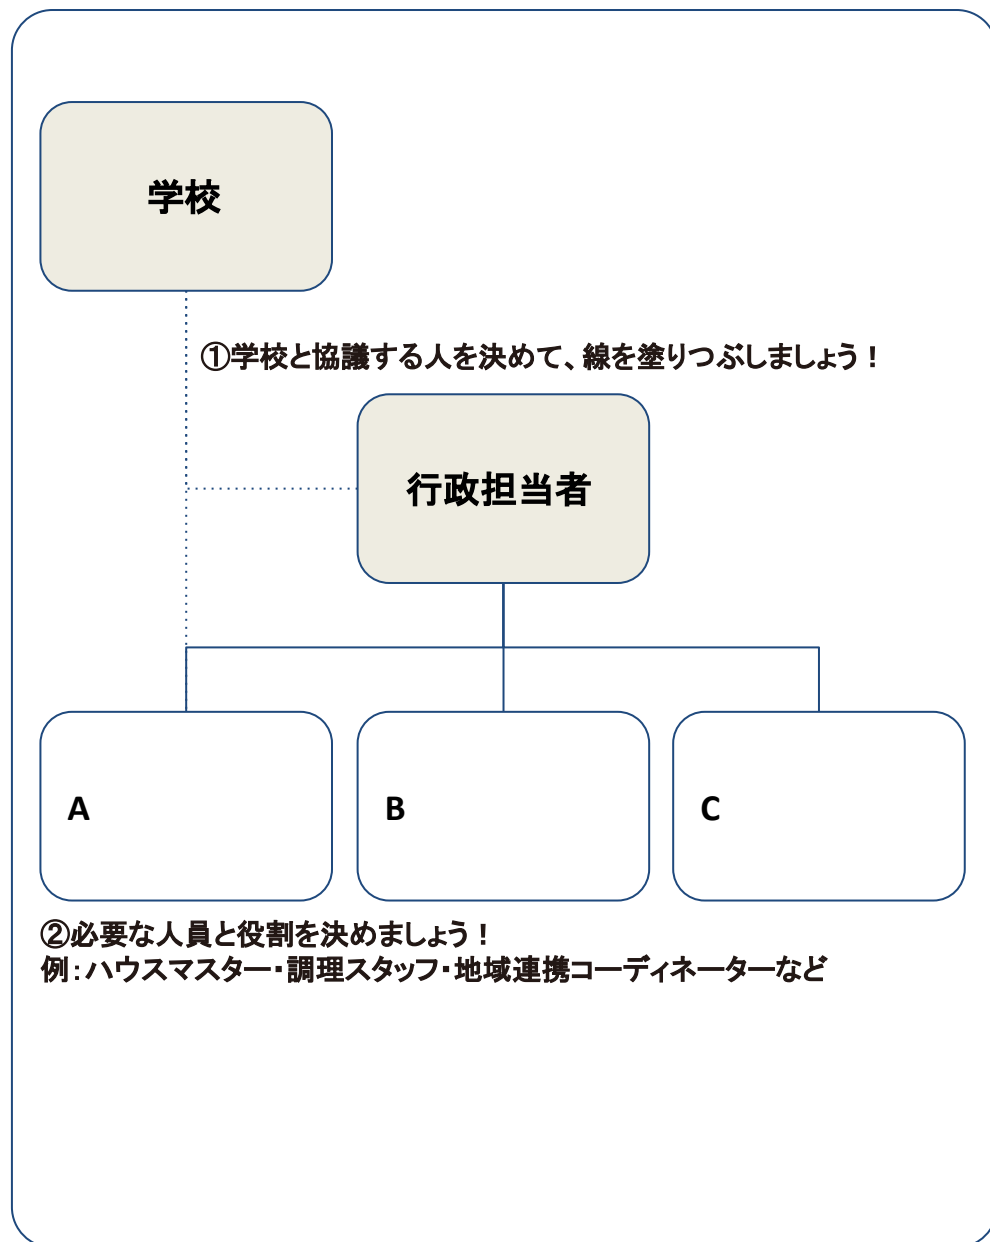 学校
①学校と協議する人を決めて、線を塗りつぶしましょう！
行政担当者
A
B
C
②必要な人員と役割を決めましょう！
例：ハウスマスター・調理スタッフ・地域連携コーディネーターなど